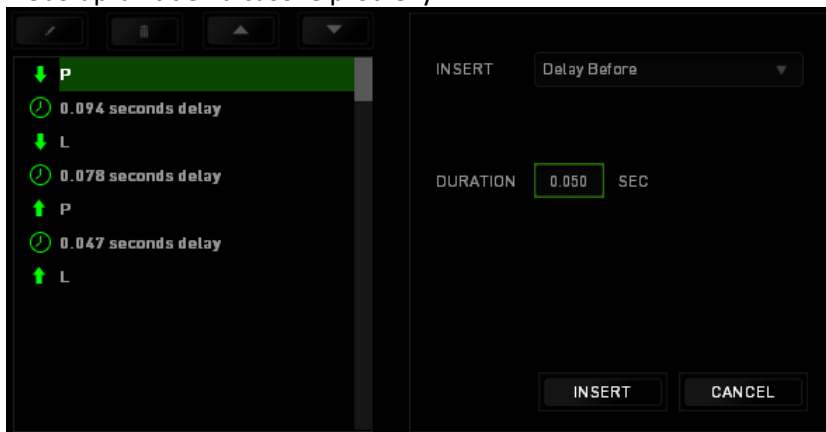 P
0.094 seconds delay
L
0.078 seconds delay
P
0.047 seconds delay
L
INSERT Delay Before
DURATION 0.050 SEC
INSERT CANCEL